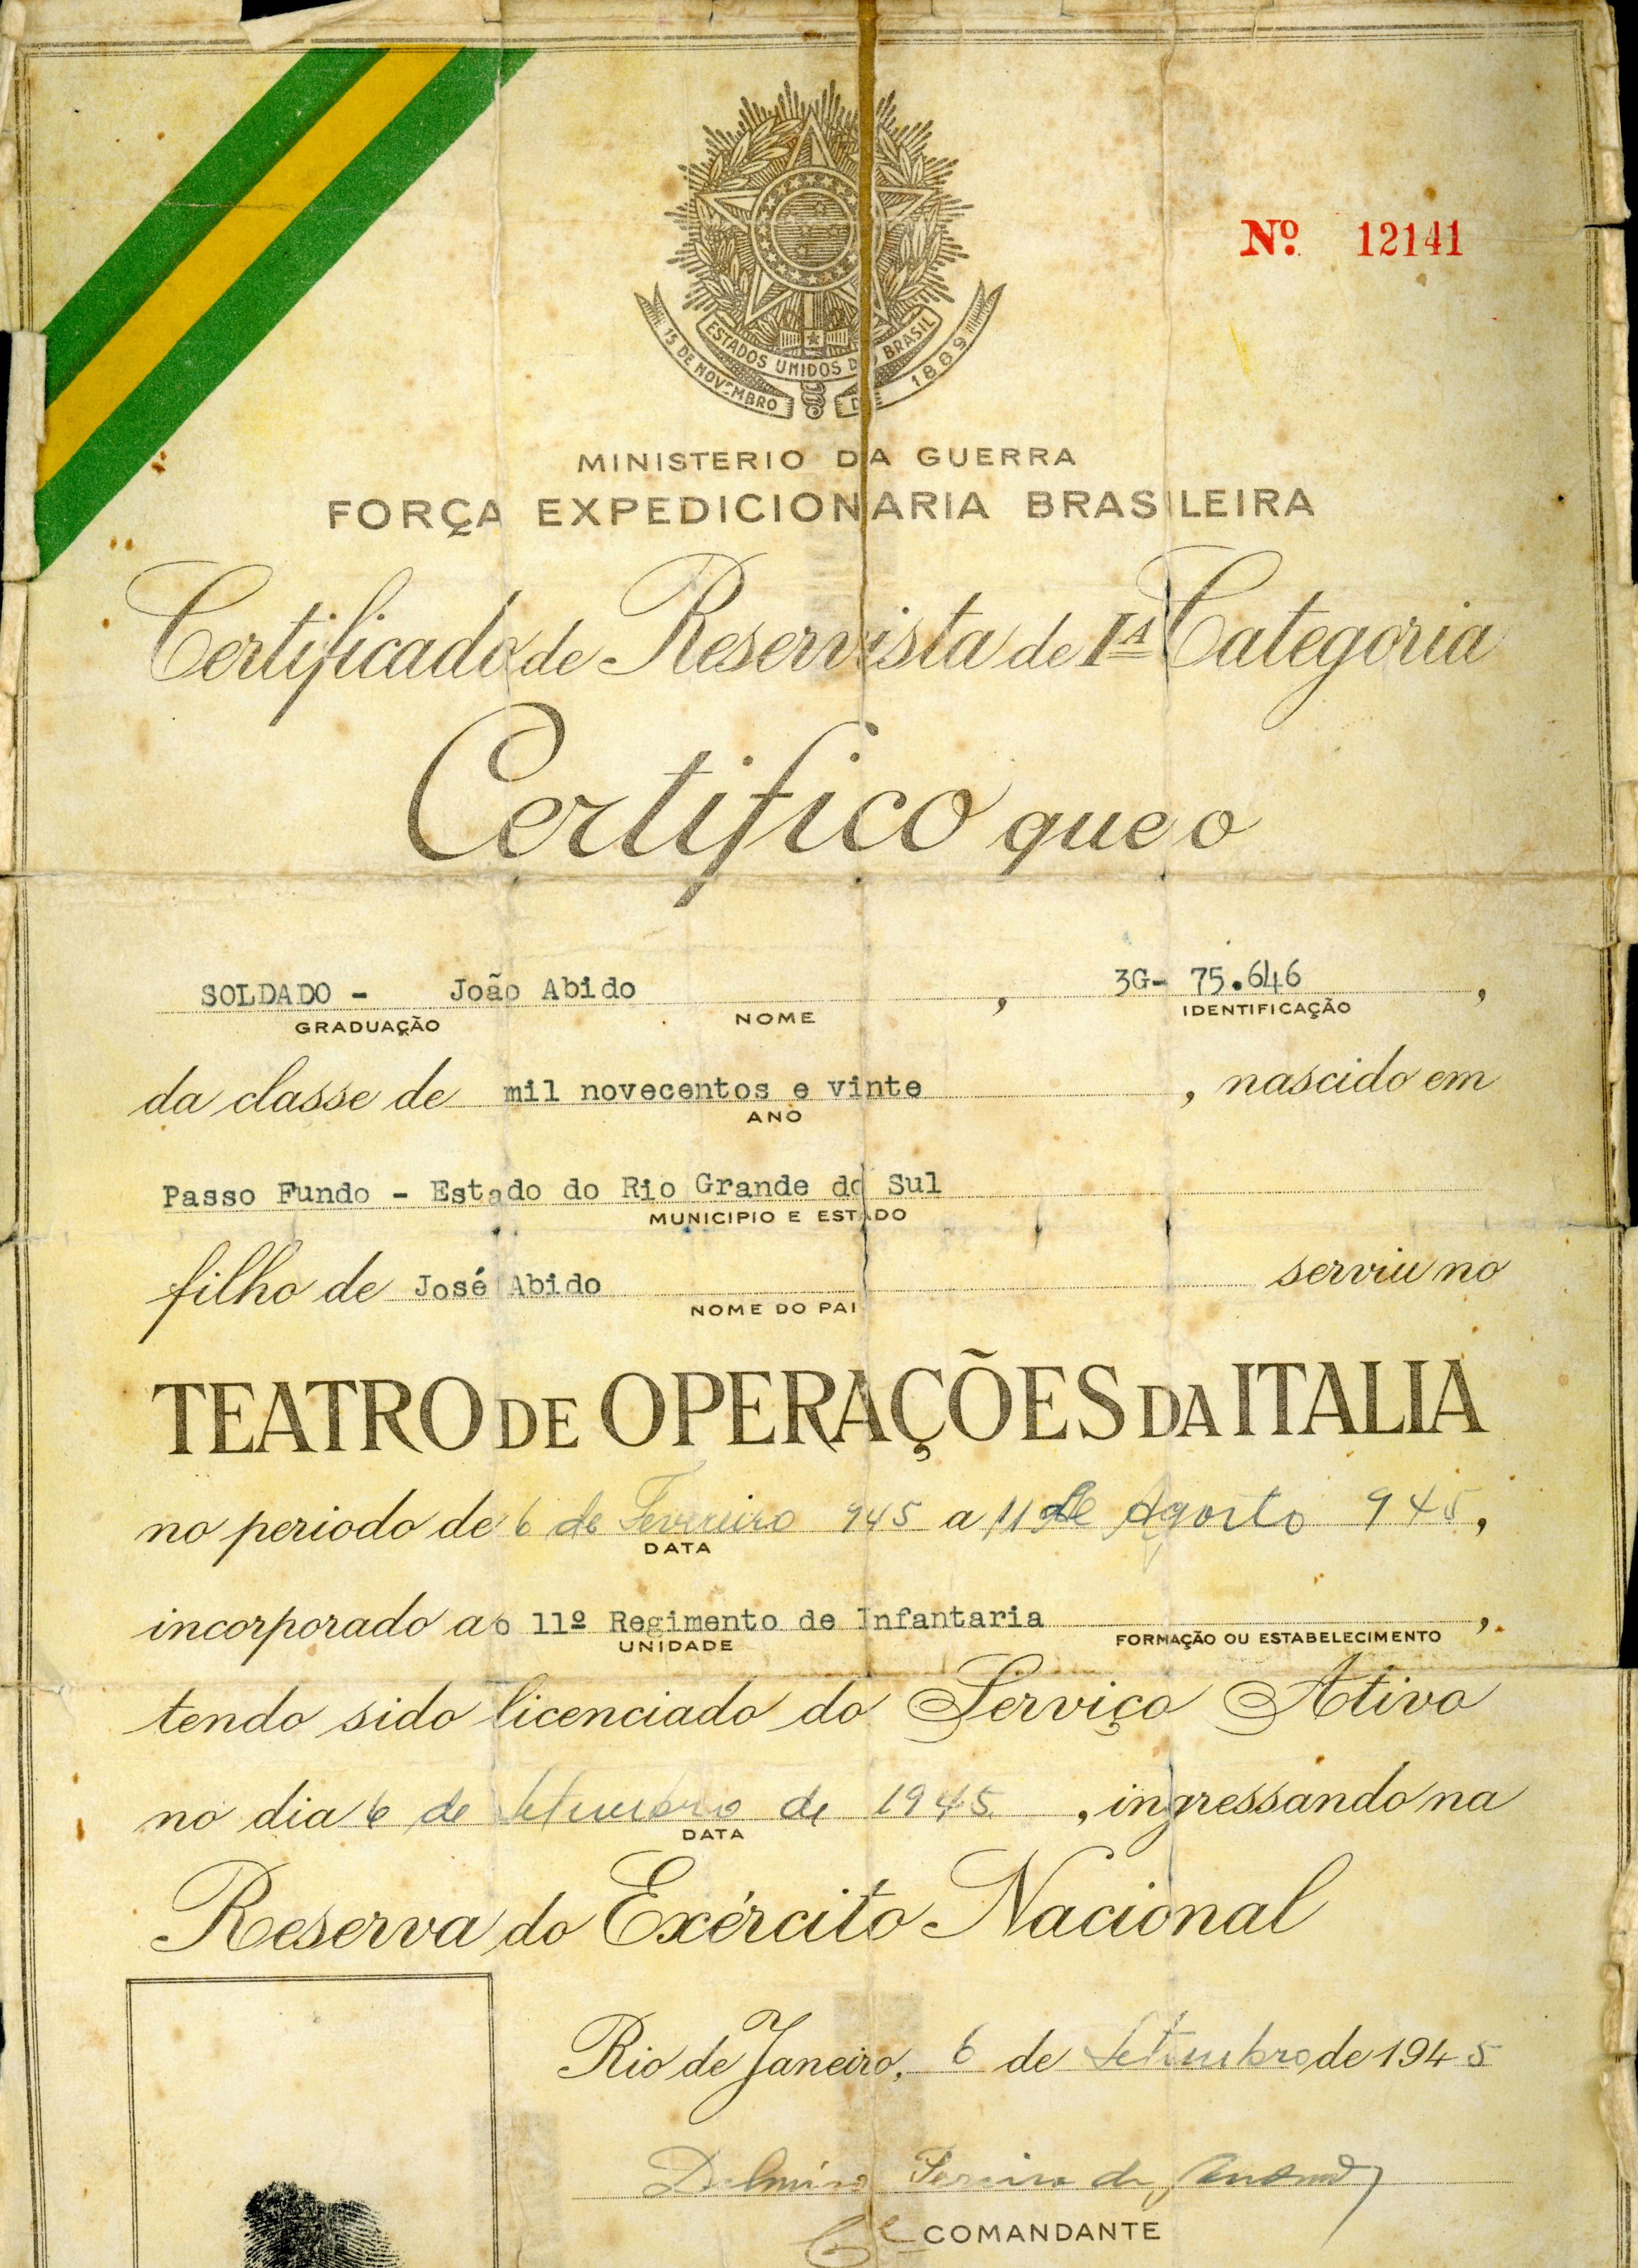 Nº. 12141
ESTADOS UNIDOS DO BRASIL
15 DE NOVEMBRO DE 1889
MINISTERIO DA GUERRA
FORÇA EXPEDICIONARIA BRASILEIRA
Certificado de Reservista de Iª Categoria
Certifico que o
SOLDADO - João Abido , 3G- 75.646 ,
GRADUAÇÃO NOME IDENTIFICAÇÃO
da classe de mil novecentos e vinte , nascido em
ANO
Passo Fundo - Estado do Rio Grande do Sul
MUNICIPIO E ESTADO
filho de José Abido serviu no
NOME DO PAI
TEATRO DE OPERAÇÕES DA ITALIA
no periodo de 6 de Fevereiro 945 a 11 de Agosto 945,
DATA
incorporado ao 11º Regimento de Infantaria ,
UNIDADE FORMAÇÃO OU ESTABELECIMENTO
tendo sido licenciado do Serviço Ativo
no dia 6 de Setembro de 1945 , ingressando na
DATA
Reserva do Exército Nacional
Rio de Janeiro, 6 de Setembro de 1945
Pereira de
Cel COMANDANTE